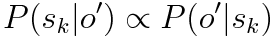 P(s_k|o′) ∝ P(o′|s_k)